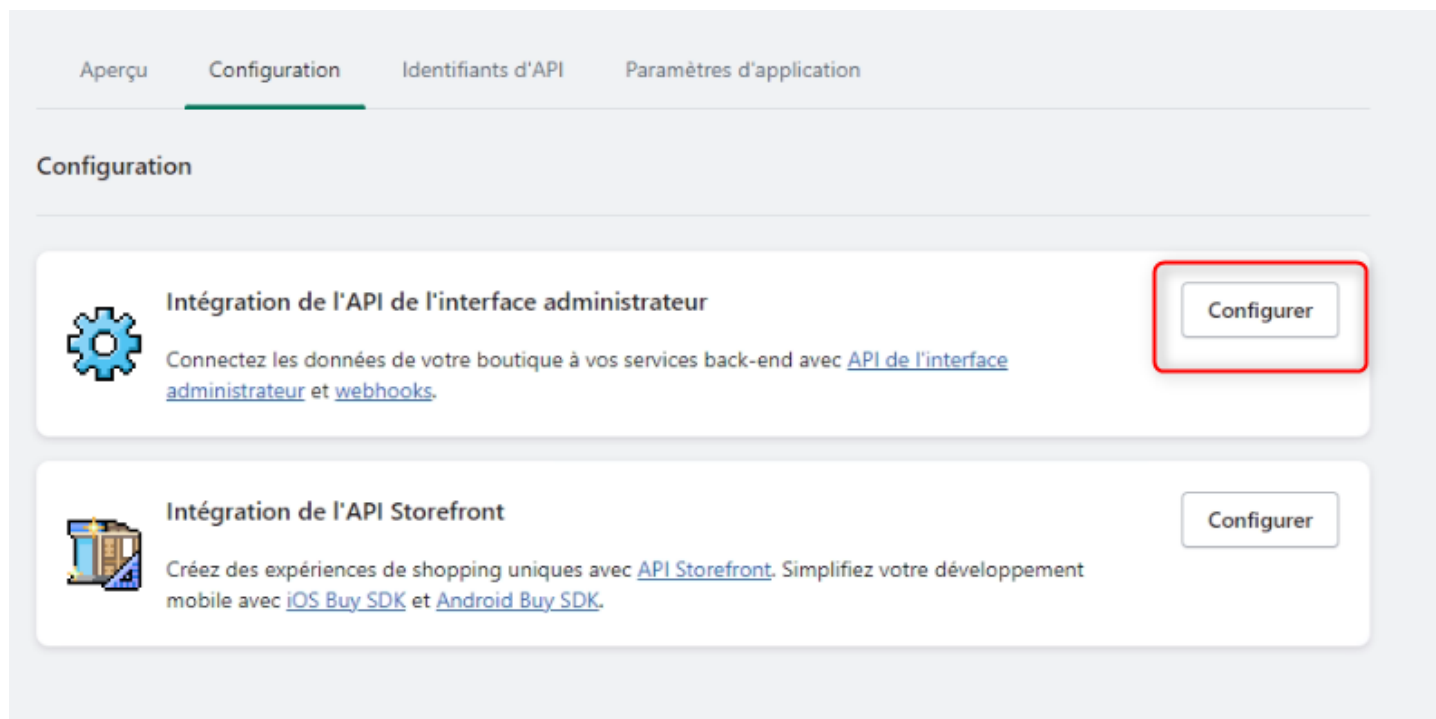 Aperçu Configuration Identifiants d'API Paramètres d'application
Configuration
Intégration de l'API de l'interface administrateur
Configurer
Connectez les données de votre boutique à vos services back-end avec API de l'interface
administrateur et webhooks.
Intégration de l'API Storefront
Configurer
Créez des expériences de shopping uniques avec API Storefront. Simplifiez votre développement
mobile avec iOS Buy SDK et Android Buy SDK.